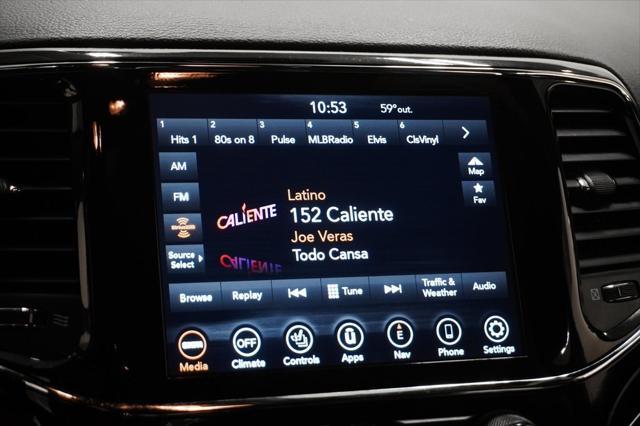 10:53 59° out.
1 2 3 4 5 6
Hits 1 80s on 8 Pulse MLBRadio Elvis ClsVinyl
AM
FM
SiriusXM
Source
Select
Map
Fav
CALIENTE
Latino
152 Caliente
Joe Veras
Todo Cansa
Browse Replay Tune Traffic & Weather Audio
OFF E
Media Climate Controls Apps Nav Phone Settings